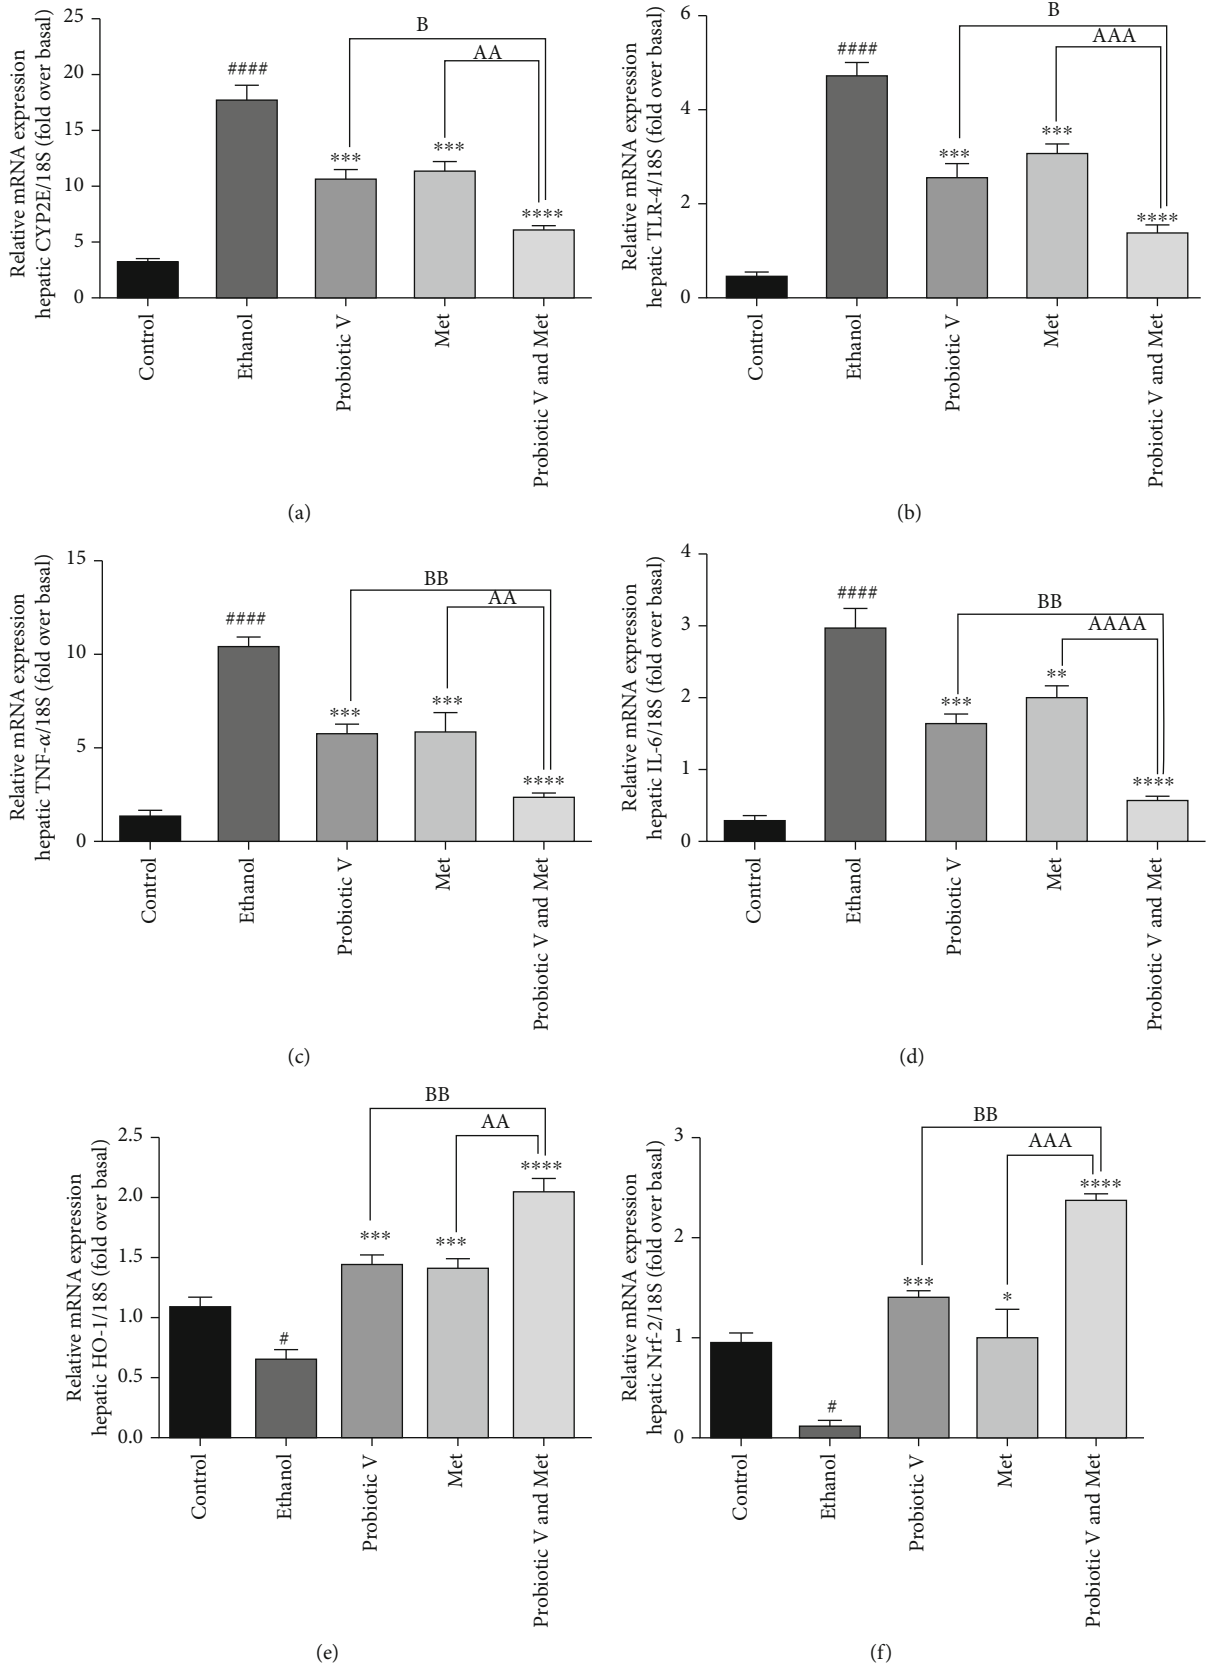 Relative mRNA expression
hepatic CYP2E/18S (fold over basal)
25
20
15
10
5
0
####
***
***
****
B
AA
Control
Ethanol
Probiotic V
Met
Probiotic V and Met
(a)
Relative mRNA expression
hepatic TLR-4/18S (fold over basal)
6
4
2
0
####
***
***
****
B
AAA
Control
Ethanol
Probiotic V
Met
Probiotic V and Met
(b)
Relative mRNA expression
hepatic TNF-α/18S (fold over basal)
15
10
5
0
####
***
***
****
BB
AA
Control
Ethanol
Probiotic V
Met
Probiotic V and Met
(c)
Relative mRNA expression
hepatic IL-6/18S (fold over basal)
4
3
2
1
0
####
***
**
****
BB
AAAA
Control
Ethanol
Probiotic V
Met
Probiotic V and Met
(d)
Relative mRNA expression
hepatic HO-1/18S (fold over basal)
2.5
2.0
1.5
1.0
0.5
0.0
#
***
***
****
BB
AA
Control
Ethanol
Probiotic V
Met
Probiotic V and Met
(e)
Relative mRNA expression
hepatic Nrf-2/18S (fold over basal)
3
2
1
0
#
***
*
****
BB
AAA
Control
Ethanol
Probiotic V
Met
Probiotic V and Met
(f)